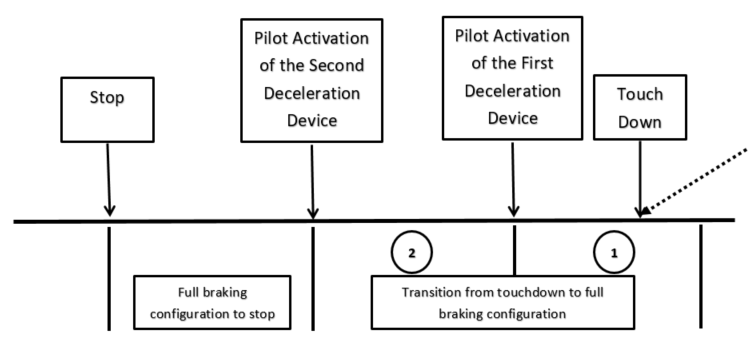 Stop
Pilot Activation
of the Second
Deceleration
Device
Pilot Activation
of the First
Deceleration
Device
Touch
Down
2
1
Full braking
configuration to stop
Transition from touchdown to full
braking configuration